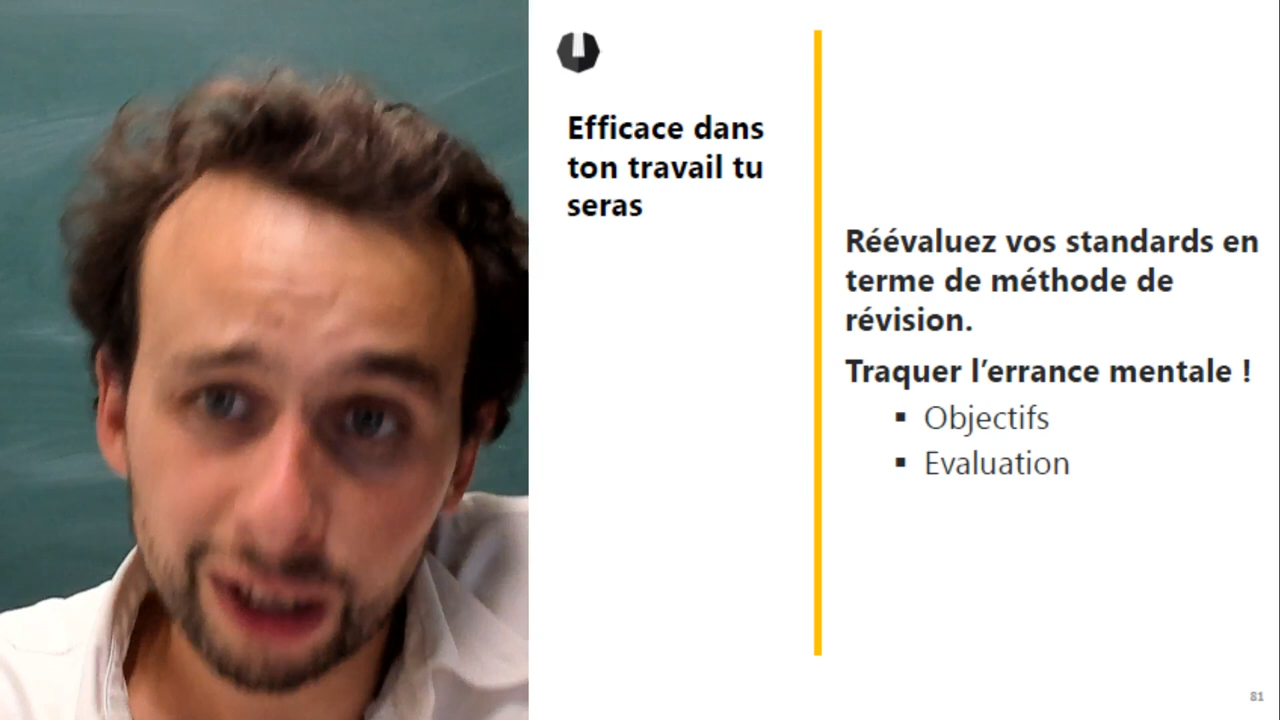 Efficace dans
ton travail tu
seras
Réévaluez vos standards en
terme de méthode de
révision.
Traquer l’errance mentale !
▪ Objectifs
▪ Evaluation
81